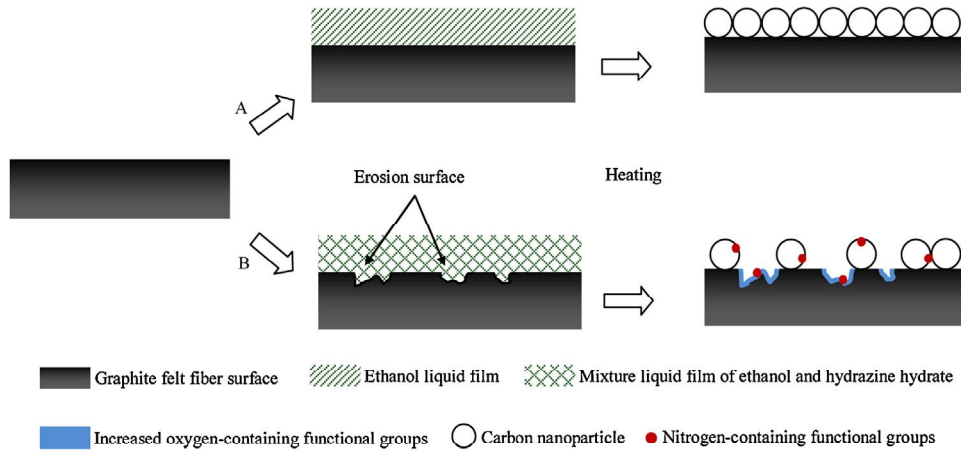 A
Erosion surface
Heating
B
Graphite felt fiber surface
Ethanol liquid film
Mixture liquid film of ethanol and hydrazine hydrate
Increased oxygen-containing functional groups
Carbon nanoparticle
Nitrogen-containing functional groups